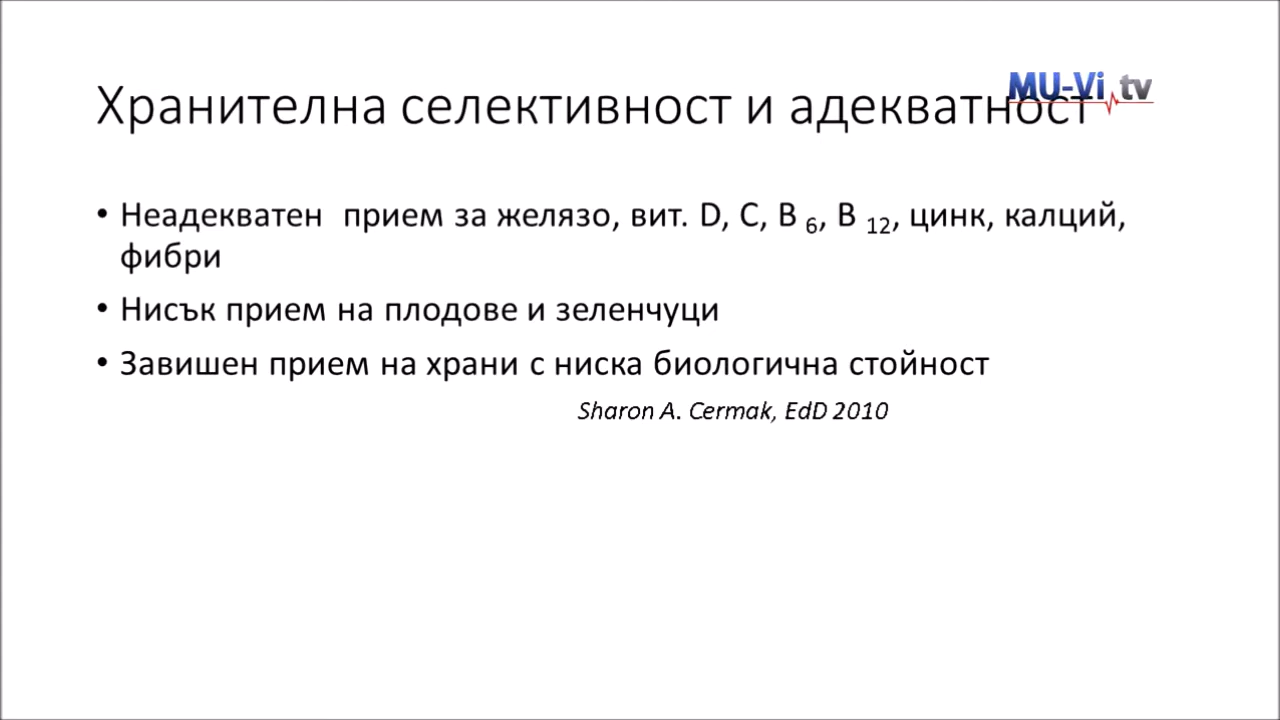 MU-Vi.tv
Хранителна селективност и адекватност
• Неадекватен прием за желязо, вит. D, C, B 6, B 12, цинк, калций,
фибри
• Нисък прием на плодове и зеленчуци
• Завишен прием на храни с ниска биологична стойност
Sharon A. Cermak, EdD 2010